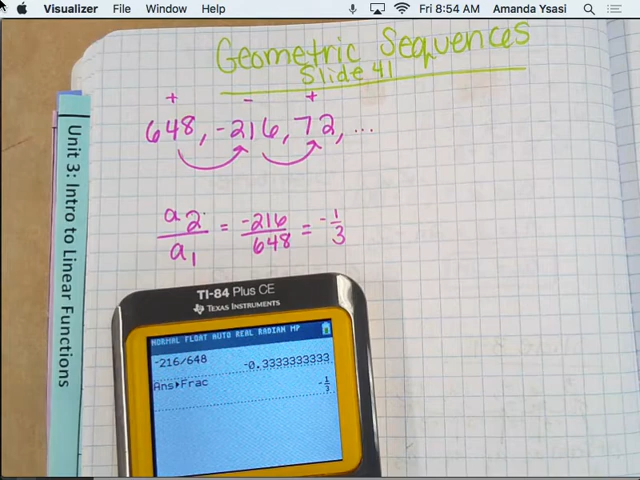 Visualizer File Window Help Fri 8:54 AM Amanda Ysasi
Geometric Sequences
Slide 41
+ - +
648, -216, 72, ...
a2/a1 = -216/648 = -1/3
Unit 3: Intro to Linear Functions
TI-84 Plus CE
TEXAS INSTRUMENTS
NORMAL FLOAT AUTO REAL RADIAN MP
-216/648
-0.3333333333
Ans▸Frac
-1/3